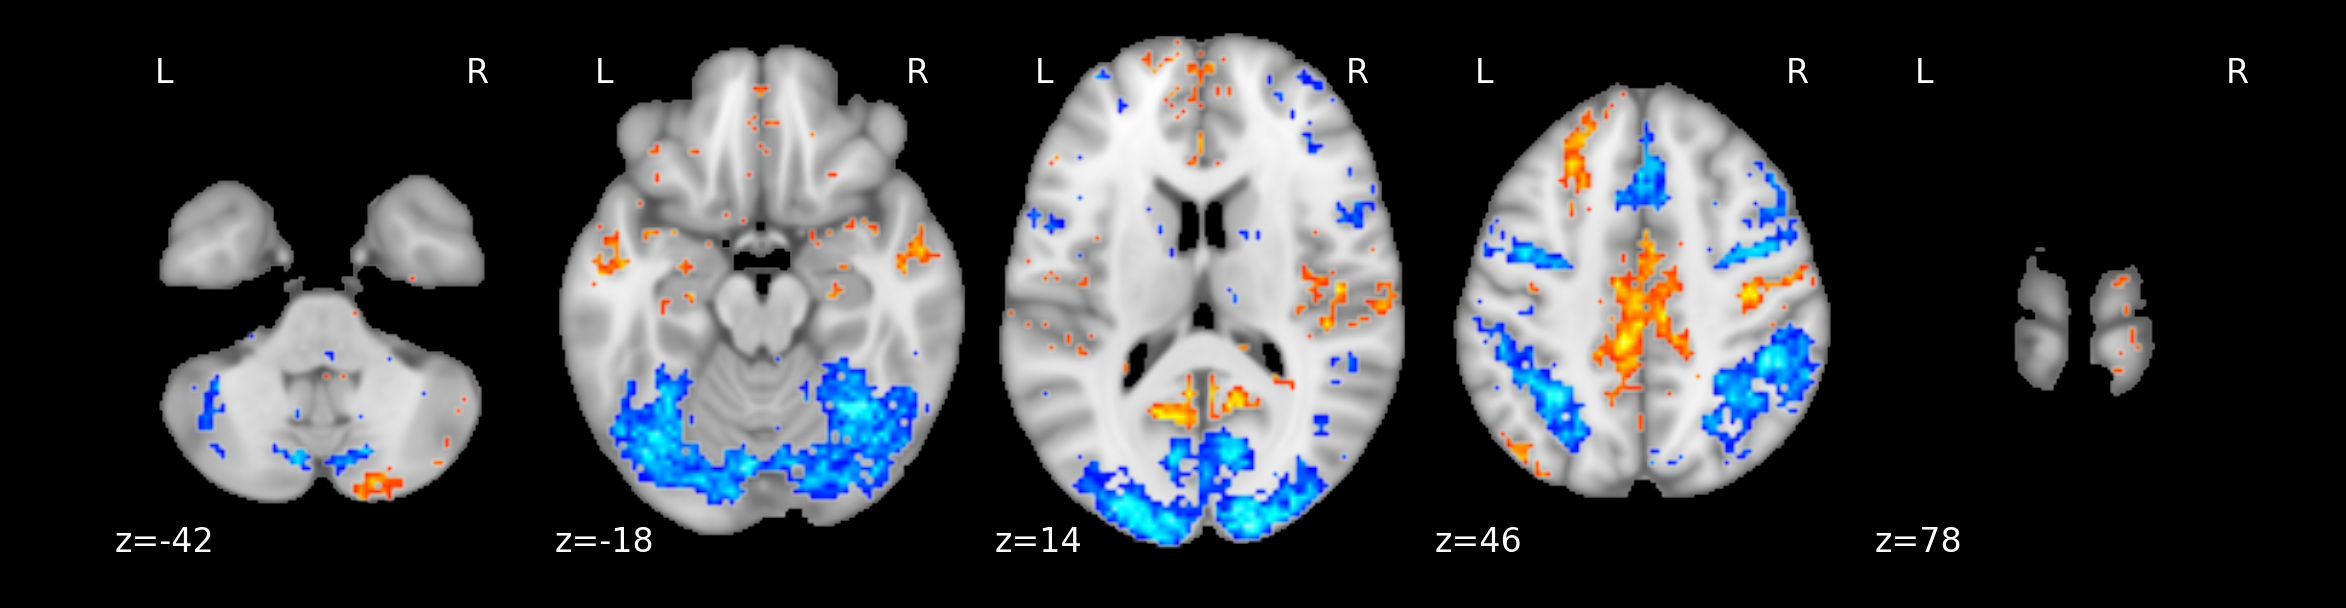 L R L R L R L R L R
z=-42 z=-18 z=14 z=46 z=78